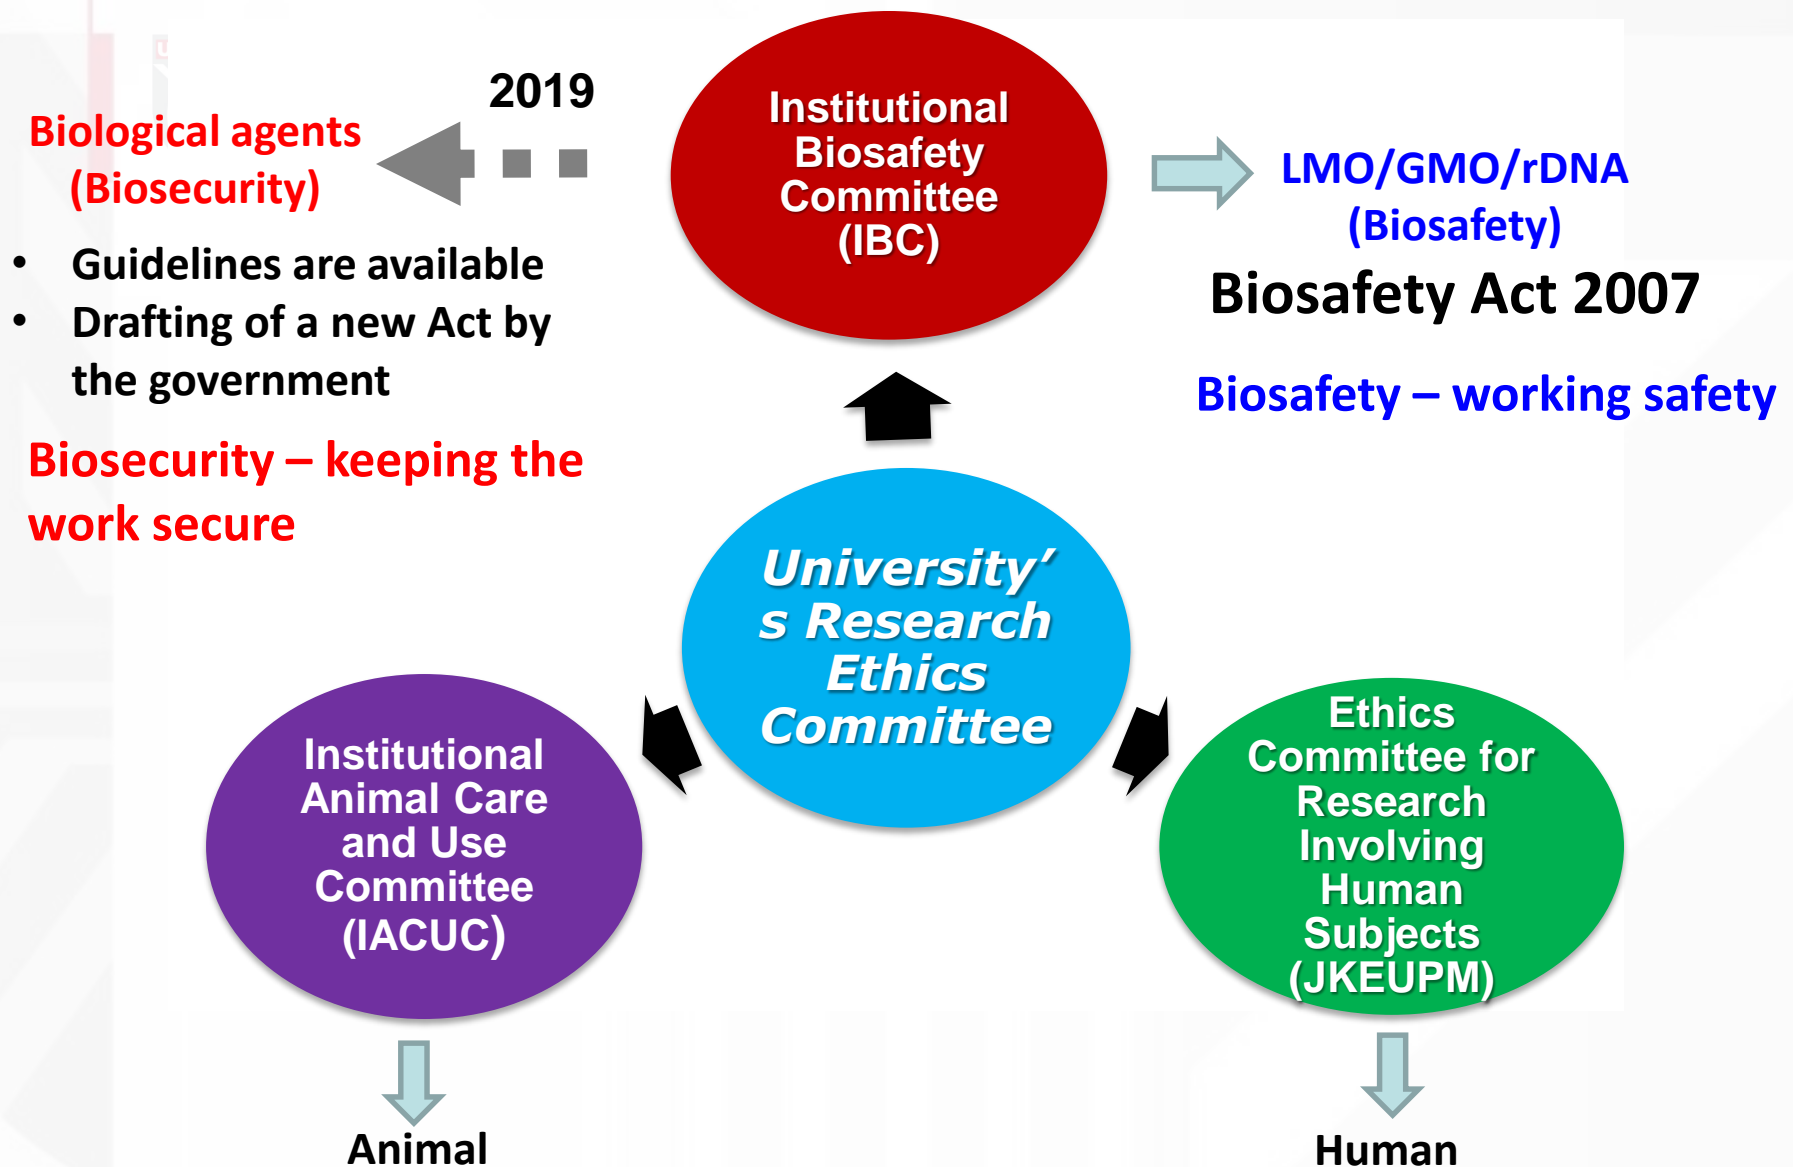 2019
Biological agents
(Biosecurity)
• Guidelines are available
• Drafting of a new Act by
the government
Biosecurity – keeping the
work secure
Institutional
Biosafety
Committee
(IBC)
LMO/GMO/rDNA
(Biosafety)
Biosafety Act 2007
Biosafety – working safety
University’
s Research
Ethics
Committee
Institutional
Animal Care
and Use
Committee
(IACUC)
Animal
Ethics
Committee for
Research
Involving
Human
Subjects
(JKEUPM)
Human